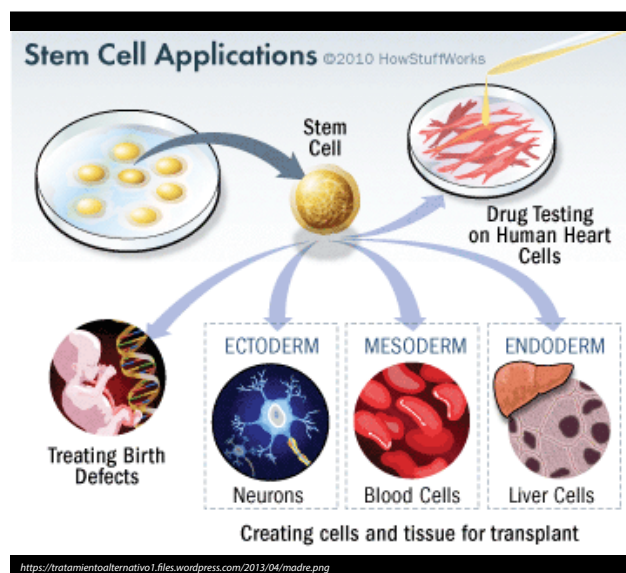 Stem Cell Applications ©2010 HowStuffWorks
Stem
Cell
Drug Testing
on Human Heart
Cells
Treating Birth
Defects
ECTODERM
Neurons
MESODERM
Blood Cells
ENDODERM
Liver Cells
Creating cells and tissue for transplant
https://tratamientoalternativo1.files.wordpress.com/2013/04/madre.png